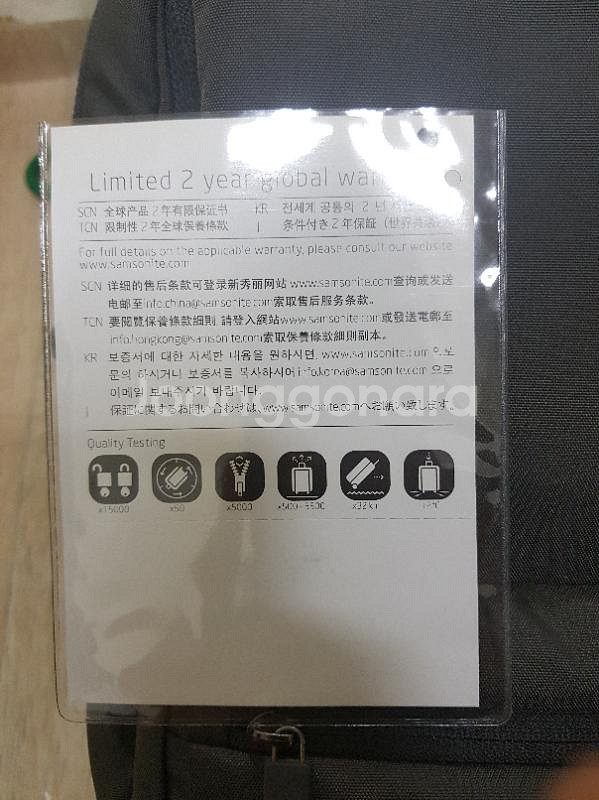 Limited 2 year global
SCN 全球产品2年有限保证书 KR 전세계 공통의 2 년
TCN 限制性2年全球保養條款 J 条件付き2年保証
For full details on the applicable warranty, please consult our website
www.samsonite.com
SCN 详细的售后条款可登录新秀丽网站www.samsonite.com查询或发送
电邮至info.china@samsonite.com索取售后服务条款。
TCN 要閱覽保養條款細則,請登入網站www.samsonite.com或發送電郵至
info.hongkong@samsonite.com索取保養條款細則副本。
KR 보증서에 대한 자세한 내용을 원하시면, www.samsonite.com 으로
문의 하시거나 보증서를 복사하여 info.korea@samsonite.com 으로
이메일 보내주시기 바랍니다.
J 保証に関するお問い合わせは、www.samsonite.comへお願い致します。
Joonggonara
Quality Testing
x15000 x50 x5000 x32km